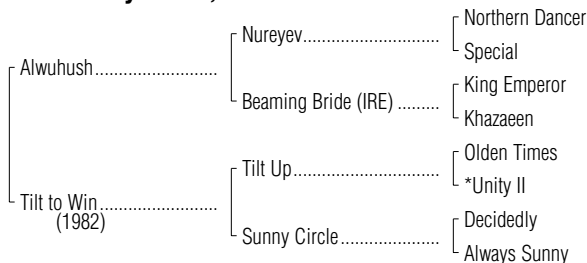 Northern Dancer
Nureyev
Special
Alwuhush
King Emperor
Beaming Bride (IRE)
Khazaeen
Olden Times
Tilt Up
*Unity II
Tilt to Win
(1982)
Decidedly
Sunny Circle
Always Sunny